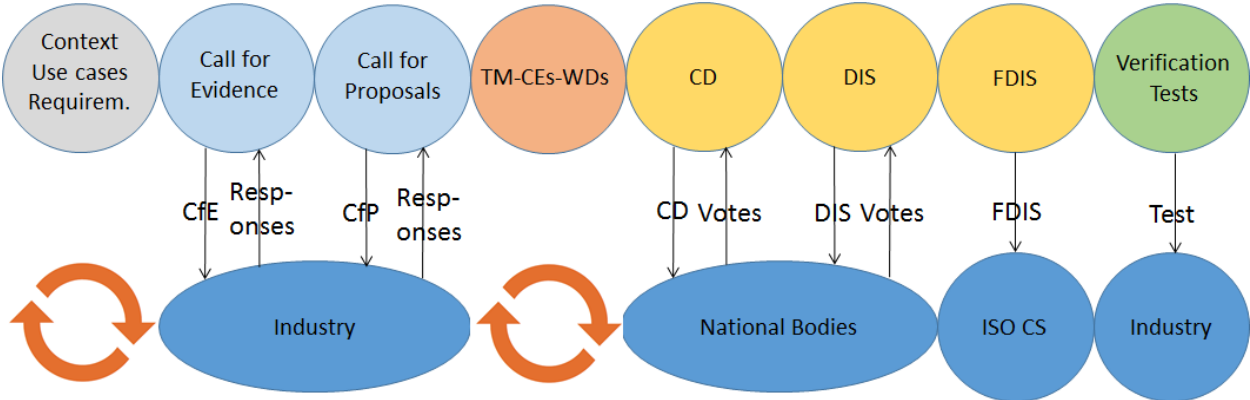 Context
Use cases
Requirem.
Call for
Evidence
Call for
Proposals
TM-CEs-WDs
CD
DIS
FDIS
Verification
Tests
CfE
Resp-
onses
CfP
Resp-
onses
CD
Votes
DIS
Votes
FDIS
Test
Industry
National Bodies
ISO CS
Industry